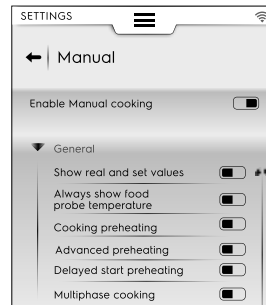 SETTINGS
Manual
Enable Manual cooking
General
Show real and set values
Always show food
probe temperature
Cooking preheating
Advanced preheating
Delayed start preheating
Multiphase cooking